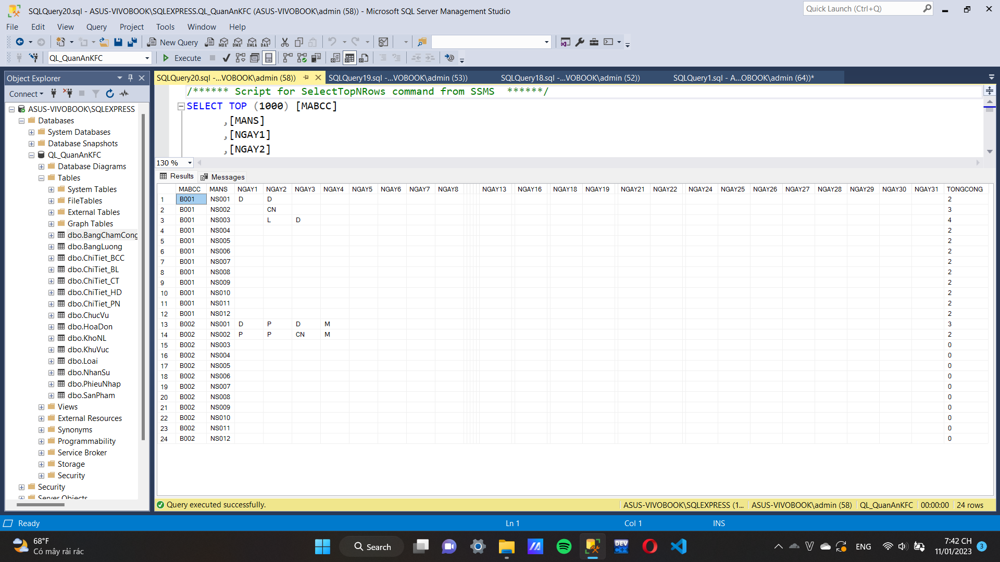 SQLQuery20.sql - ASUS-VIVOBOOK\SQLEXPRESS.QL_QuanAnKFC (ASUS-VIVOBOOK\admin (58)) - Microsoft SQL Server Management Studio
Quick Launch (Ctrl+Q)
File Edit View Query Project Tools Window Help
New Query MDX DMX XMLA DAX
QL_QuanAnKFC Execute
Object Explorer
Connect
ASUS-VIVOBOOK\SQLEXPRESS
Databases
System Databases
Database Snapshots
QL_QuanAnKFC
Database Diagrams
Tables
System Tables
FileTables
External Tables
Graph Tables
dbo.BangChamCong
dbo.BangLuong
dbo.ChiTiet_BCC
dbo.ChiTiet_BL
dbo.ChiTiet_CT
dbo.ChiTiet_HD
dbo.ChiTiet_PN
dbo.ChucVu
dbo.HoaDon
dbo.KhoNL
dbo.KhuVuc
dbo.Loai
dbo.NhanSu
dbo.PhieuNhap
dbo.SanPham
Views
External Resources
Synonyms
Programmability
Service Broker
Storage
Security
Security
Server Objects
SQLQuery20.sql -...VOBOOK\admin (58)) SQLQuery19.sql -...VOBOOK\admin (53)) SQLQuery18.sql -...VOBOOK\admin (52)) SQLQuery1.sql - A...OBOOK\admin (64))*
/****** Script for SelectTopNRows command from SSMS ******/
SELECT TOP (1000) [MABCC]
,[MANS]
,[NGAY1]
,[NGAY2]
130 %
Results Messages
MABCC MANS NGAY1 NGAY2 NGAY3 NGAY4 NGAY5 NGAY6 NGAY7 NGAY8 NGAY13 NGAY16 NGAY18 NGAY19 NGAY21 NGAY22 NGAY24 NGAY25 NGAY26 NGAY27 NGAY28 NGAY29 NGAY30 NGAY31 TONGCONG
1 B001 NS001 D D 2
2 B001 NS002 CN 3
3 B001 NS003 L D 4
4 B001 NS004 2
5 B001 NS005 2
6 B001 NS006 2
7 B001 NS007 2
8 B001 NS008 2
9 B001 NS009 2
10 B001 NS010 2
11 B001 NS011 2
12 B001 NS012 2
13 B002 NS001 D P D M 3
14 B002 NS002 P P CN M 2
15 B002 NS003 0
16 B002 NS004 0
17 B002 NS005 0
18 B002 NS006 0
19 B002 NS007 0
20 B002 NS008 0
21 B002 NS009 0
22 B002 NS010 0
23 B002 NS011 0
24 B002 NS012 0
Query executed successfully. ASUS-VIVOBOOK\SQLEXPRESS (1... ASUS-VIVOBOOK\admin (58) QL_QuanAnKFC 00:00:00 24 rows
Ready Ln 1 Col 1 INS
68°F
Có mây rải rác
Search
DEV C++
ENG
7:42 CH
11/01/2023
3